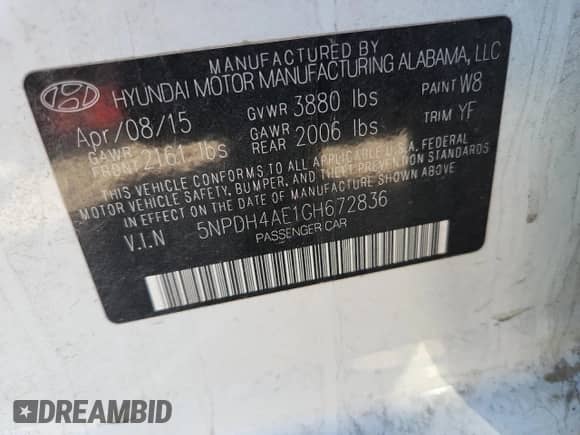 MANUFACTURED BY
HYUNDAI MOTOR MANUFACTURING ALABAMA, LLC
Apr/08/15 GVWR 3880 lbs PAINT W8
GAWR FRONT 2161 lbs GAWR REAR 2006 lbs TRIM YF
THIS VEHICLE CONFORMS TO ALL APPLICABLE U.S.A. FEDERAL
MOTOR VEHICLE SAFETY, BUMPER, AND THEFT PREVENTION STANDARDS
IN EFFECT ON THE DATE OF MANUFACTURE SHOWN ABOVE.
V.I.N 5NPDH4AE1GH672836
PASSENGER CAR
DREAMBID